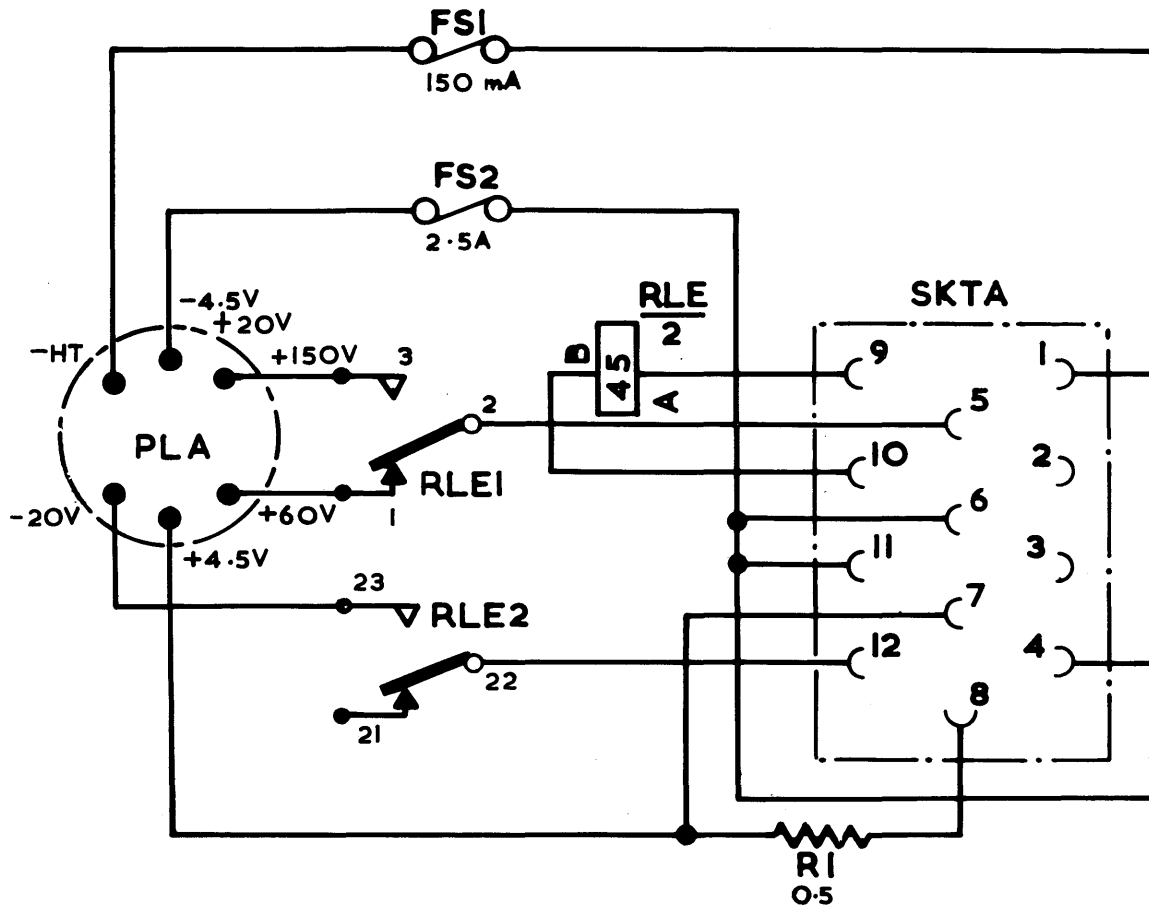 FS1
150 mA
FS2
2.5A
RLE
2
SKTA
-4.5V
+20V
-HT
+150V
3
B
45
A
9
1
2
5
PLA
10
2
RLE1
-20V
+60V
1
6
+4.5V
11
3
23
7
RLE2
12
4
22
8
21
R1
0.5